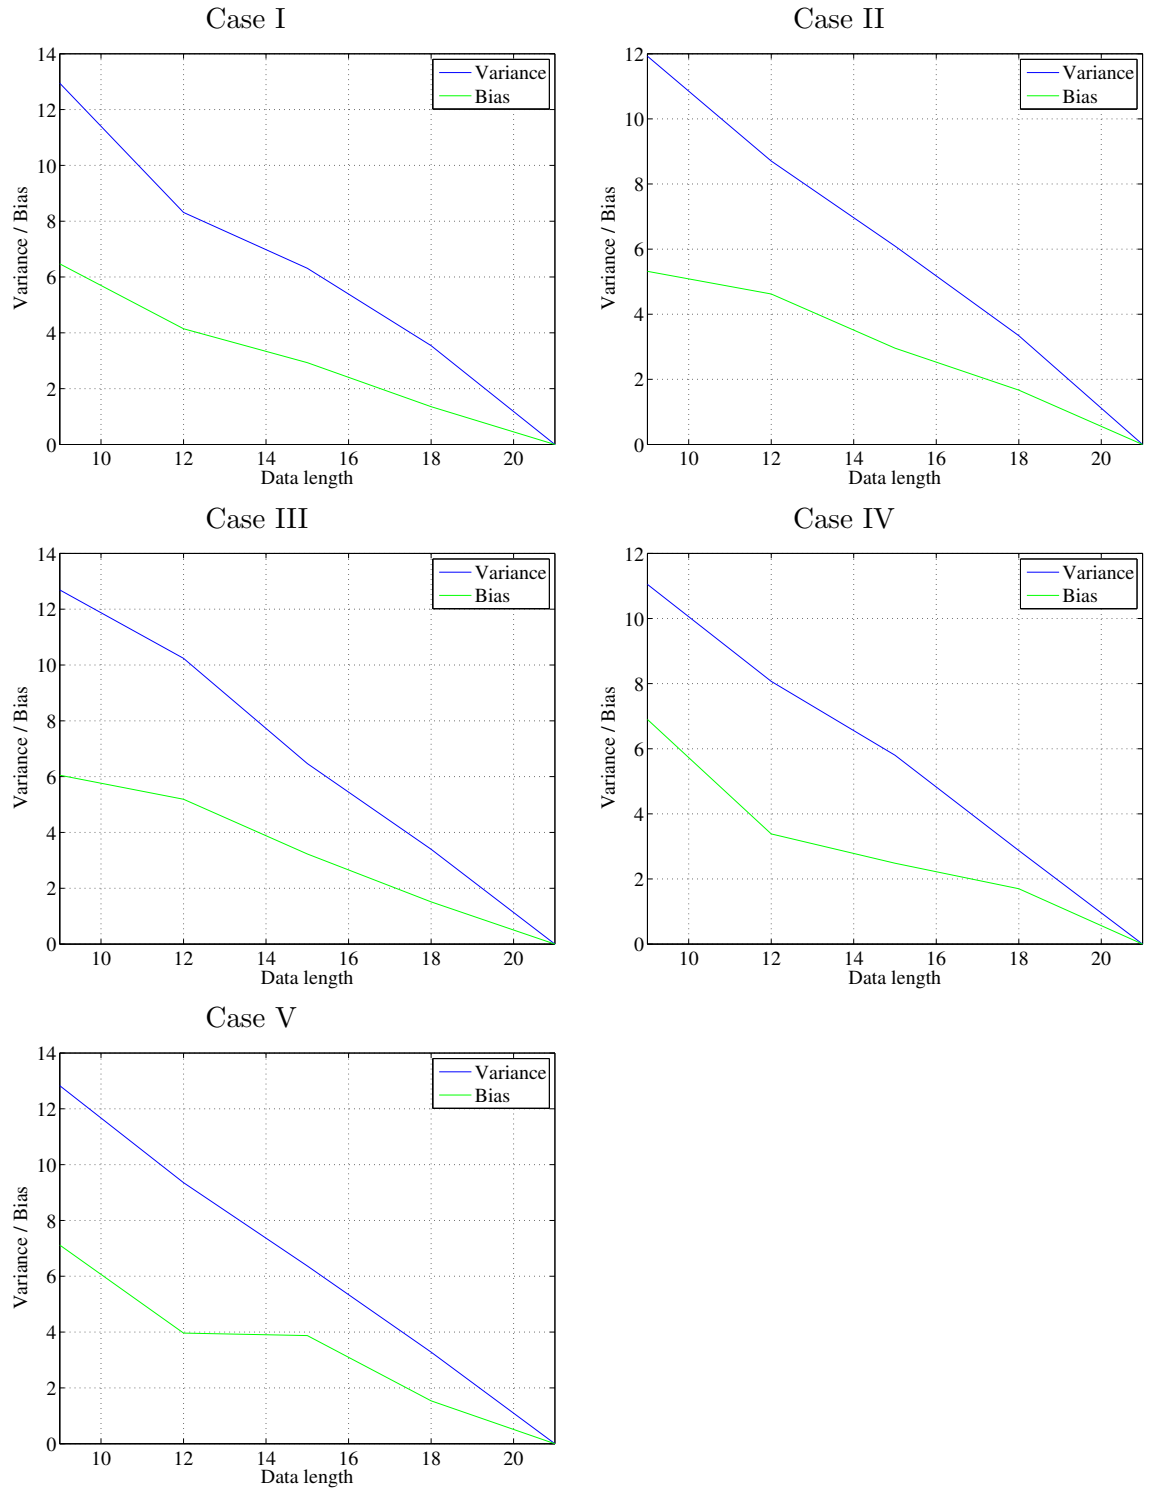 Case I
14
12
10
8
6
4
2
0
Variance / Bias
Variance
Bias
10 12 14 16 18 20
Data length
Case II
12
10
8
6
4
2
0
Variance / Bias
Variance
Bias
10 12 14 16 18 20
Data length
Case III
14
12
10
8
6
4
2
0
Variance / Bias
Variance
Bias
10 12 14 16 18 20
Data length
Case IV
12
10
8
6
4
2
0
Variance / Bias
Variance
Bias
10 12 14 16 18 20
Data length
Case V
14
12
10
8
6
4
2
0
Variance / Bias
Variance
Bias
10 12 14 16 18 20
Data length